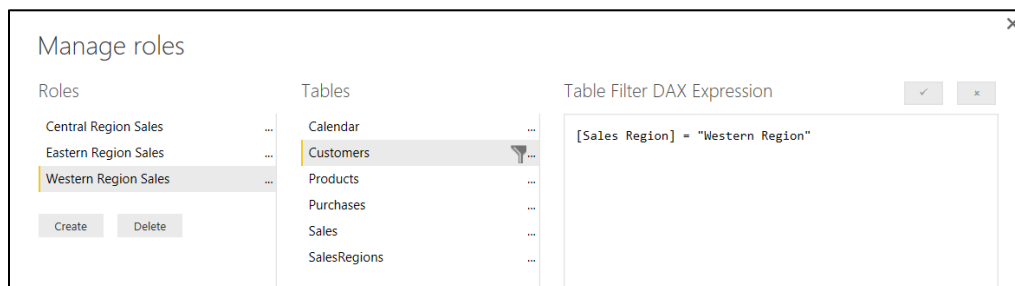 Manage roles
Roles
Central Region Sales ...
Eastern Region Sales ...
Western Region Sales ...
Create Delete
Tables
Calendar ...
Customers ...
Products ...
Purchases ...
Sales ...
SalesRegions ...
Table Filter DAX Expression
[Sales Region] = "Western Region"